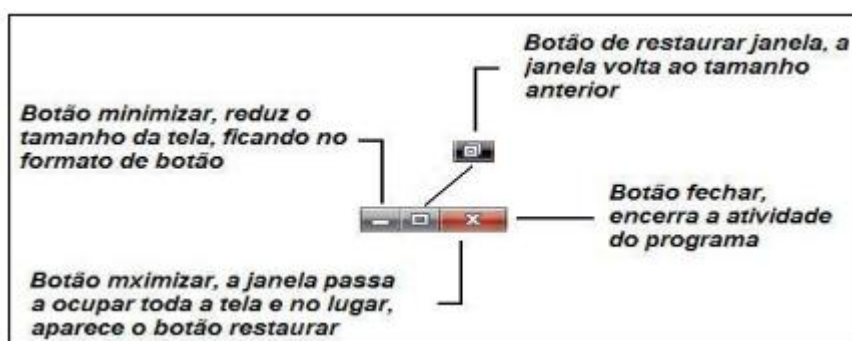 Botão de restaurar janela, a
janela volta ao tamanho
anterior
Botão minimizar, reduz o
tamanho da tela, ficando no
formato de botão
Botão fechar,
encerra a atividade
do programa
Botão mximizar, a janela passa
a ocupar toda a tela e no lugar,
aparece o botão restaurar